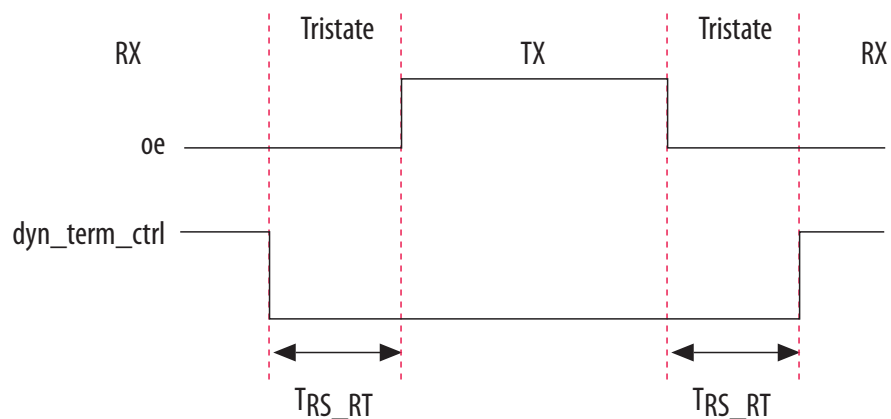 Tristate
Tristate
RX
TX
RX
oe
dyn_term_ctrl
TRS_RT
TRS_RT